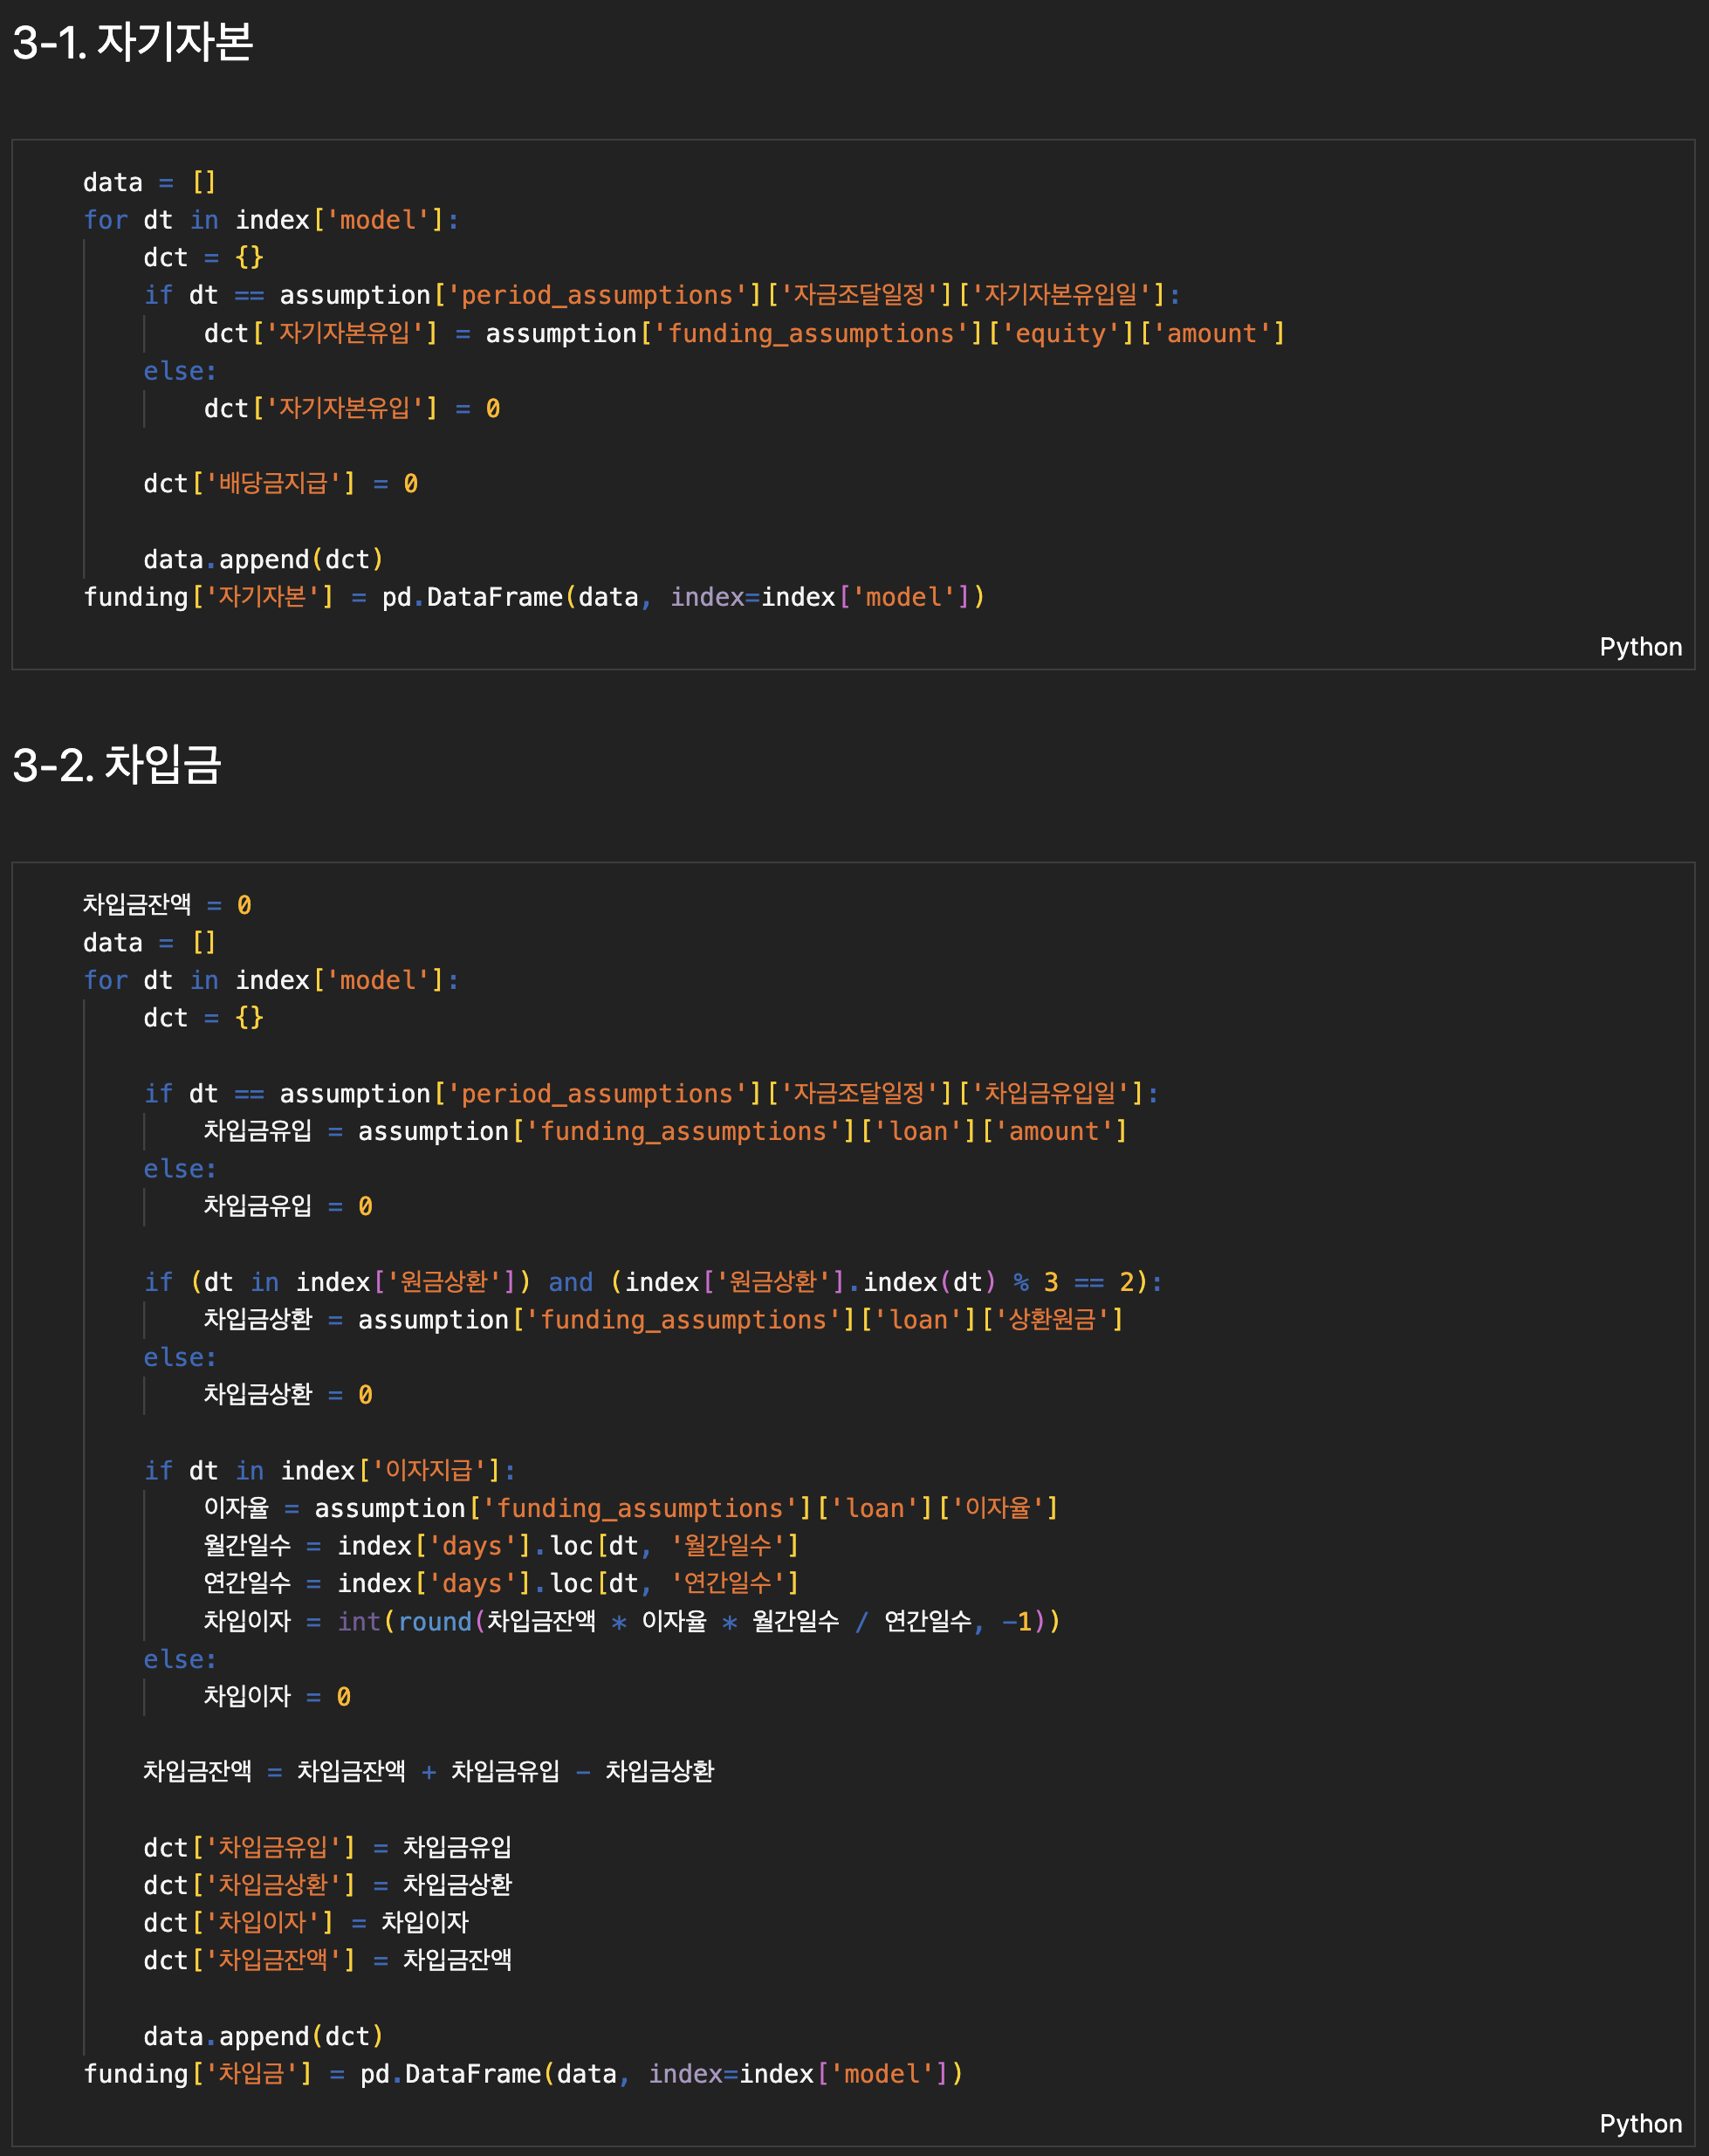 3-1. 자기자본
data = []
for dt in index['model']:
    dct = {}
    if dt == assumption['period_assumptions']['자금조달일정']['자기자본유입일']:
        dct['자기자본유입'] = assumption['funding_assumptions']['equity']['amount']
    else:
        dct['자기자본유입'] = 0
    dct['배당금지급'] = 0
    data.append(dct)
funding['자기자본'] = pd.DataFrame(data, index=index['model'])
Python
3-2. 차입금
차입금잔액 = 0
data = []
for dt in index['model']:
    dct = {}
    if dt == assumption['period_assumptions']['자금조달일정']['차입금유입일']:
        차입금유입 = assumption['funding_assumptions']['loan']['amount']
    else:
        차입금유입 = 0
    if (dt in index['원금상환']) and (index['원금상환'].index(dt) % 3 == 2):
        차입금상환 = assumption['funding_assumptions']['loan']['상환원금']
    else:
        차입금상환 = 0
    if dt in index['이자지급']:
        이자율 = assumption['funding_assumptions']['loan']['이자율']
        월간일수 = index['days'].loc[dt, '월간일수']
        연간일수 = index['days'].loc[dt, '연간일수']
        차입이자 = int(round(차입금잔액 * 이자율 * 월간일수 / 연간일수, -1))
    else:
        차입이자 = 0
    차입금잔액 = 차입금잔액 + 차입금유입 - 차입금상환
    dct['차입금유입'] = 차입금유입
    dct['차입금상환'] = 차입금상환
    dct['차입이자'] = 차입이자
    dct['차입금잔액'] = 차입금잔액
    data.append(dct)
funding['차입금'] = pd.DataFrame(data, index=index['model'])
Python